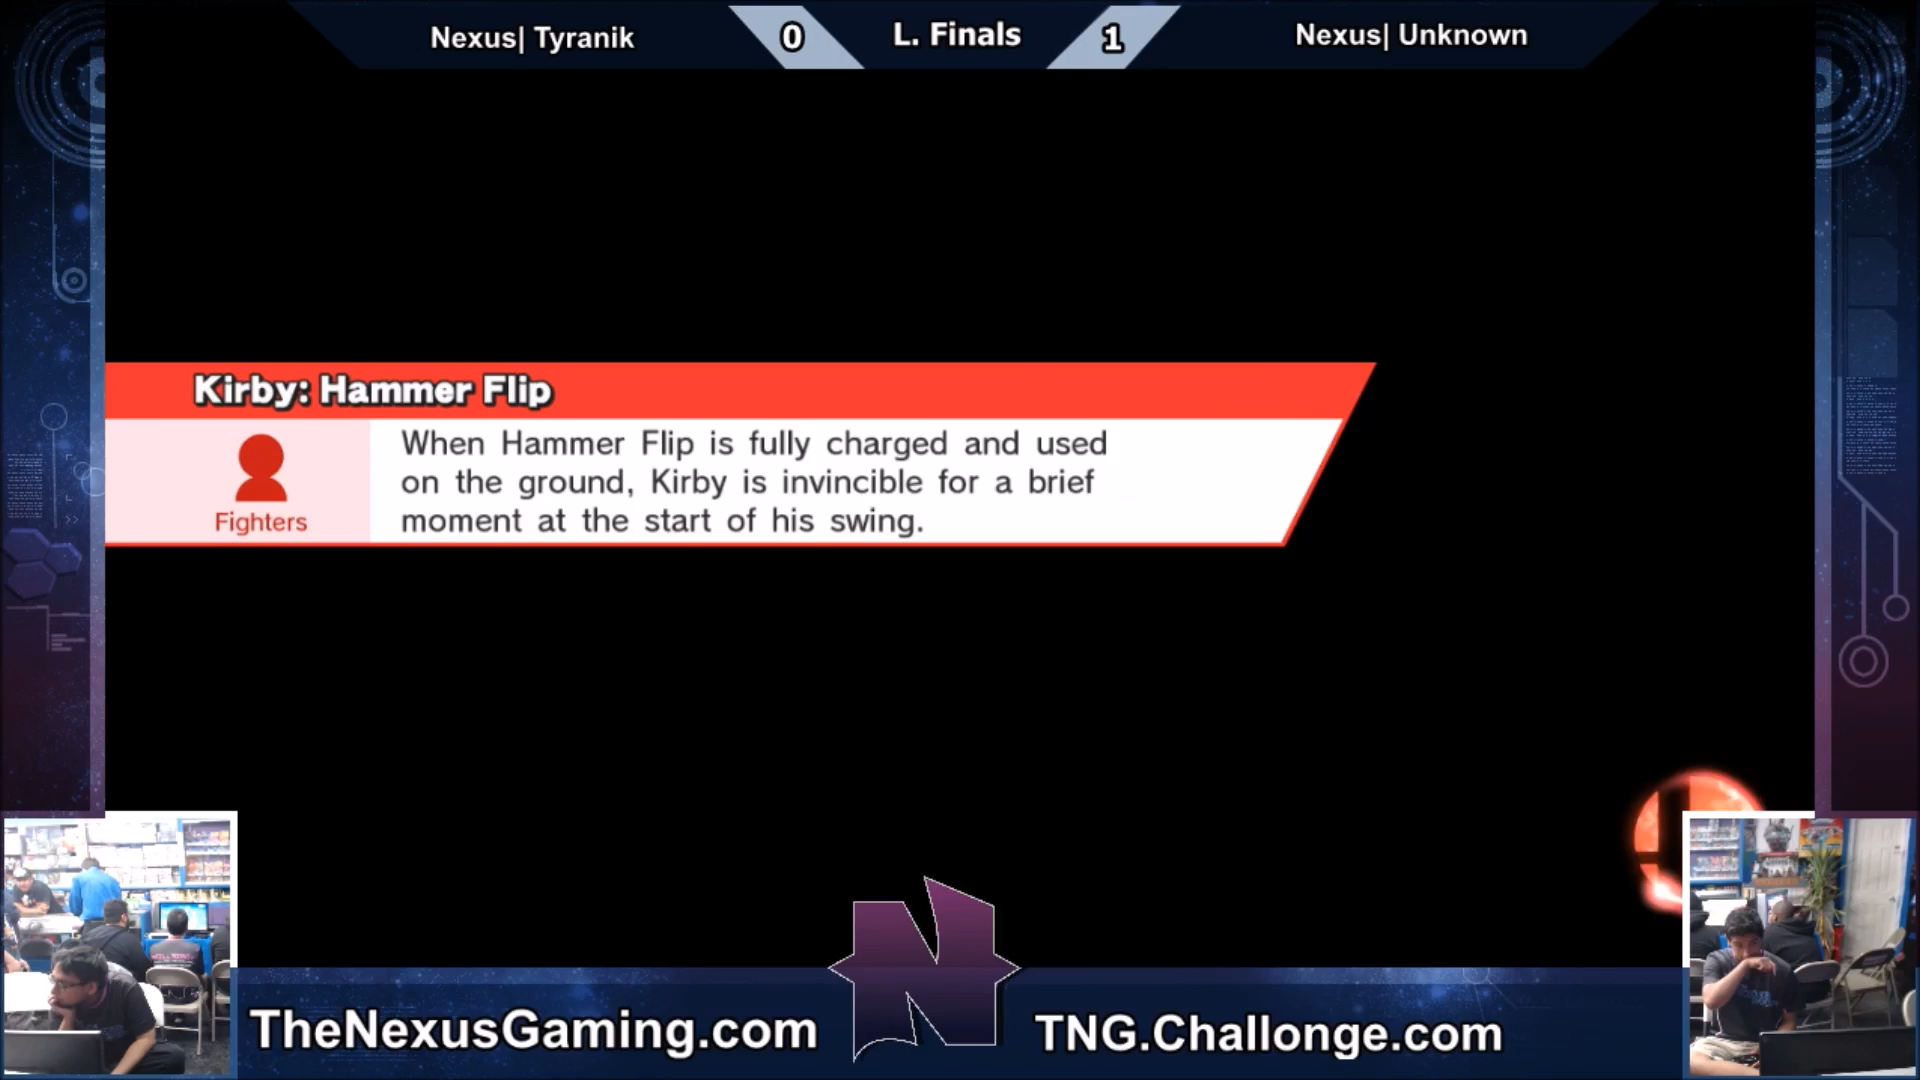 Nexus| Tyranik
0
L. Finals
1
Nexus| Unknown
Kirby: Hammer Flip
Fighters
When Hammer Flip is fully charged and used
on the ground, Kirby is invincible for a brief
moment at the start of his swing.
TheNexusGaming.com
N
TNG.Challonge.com